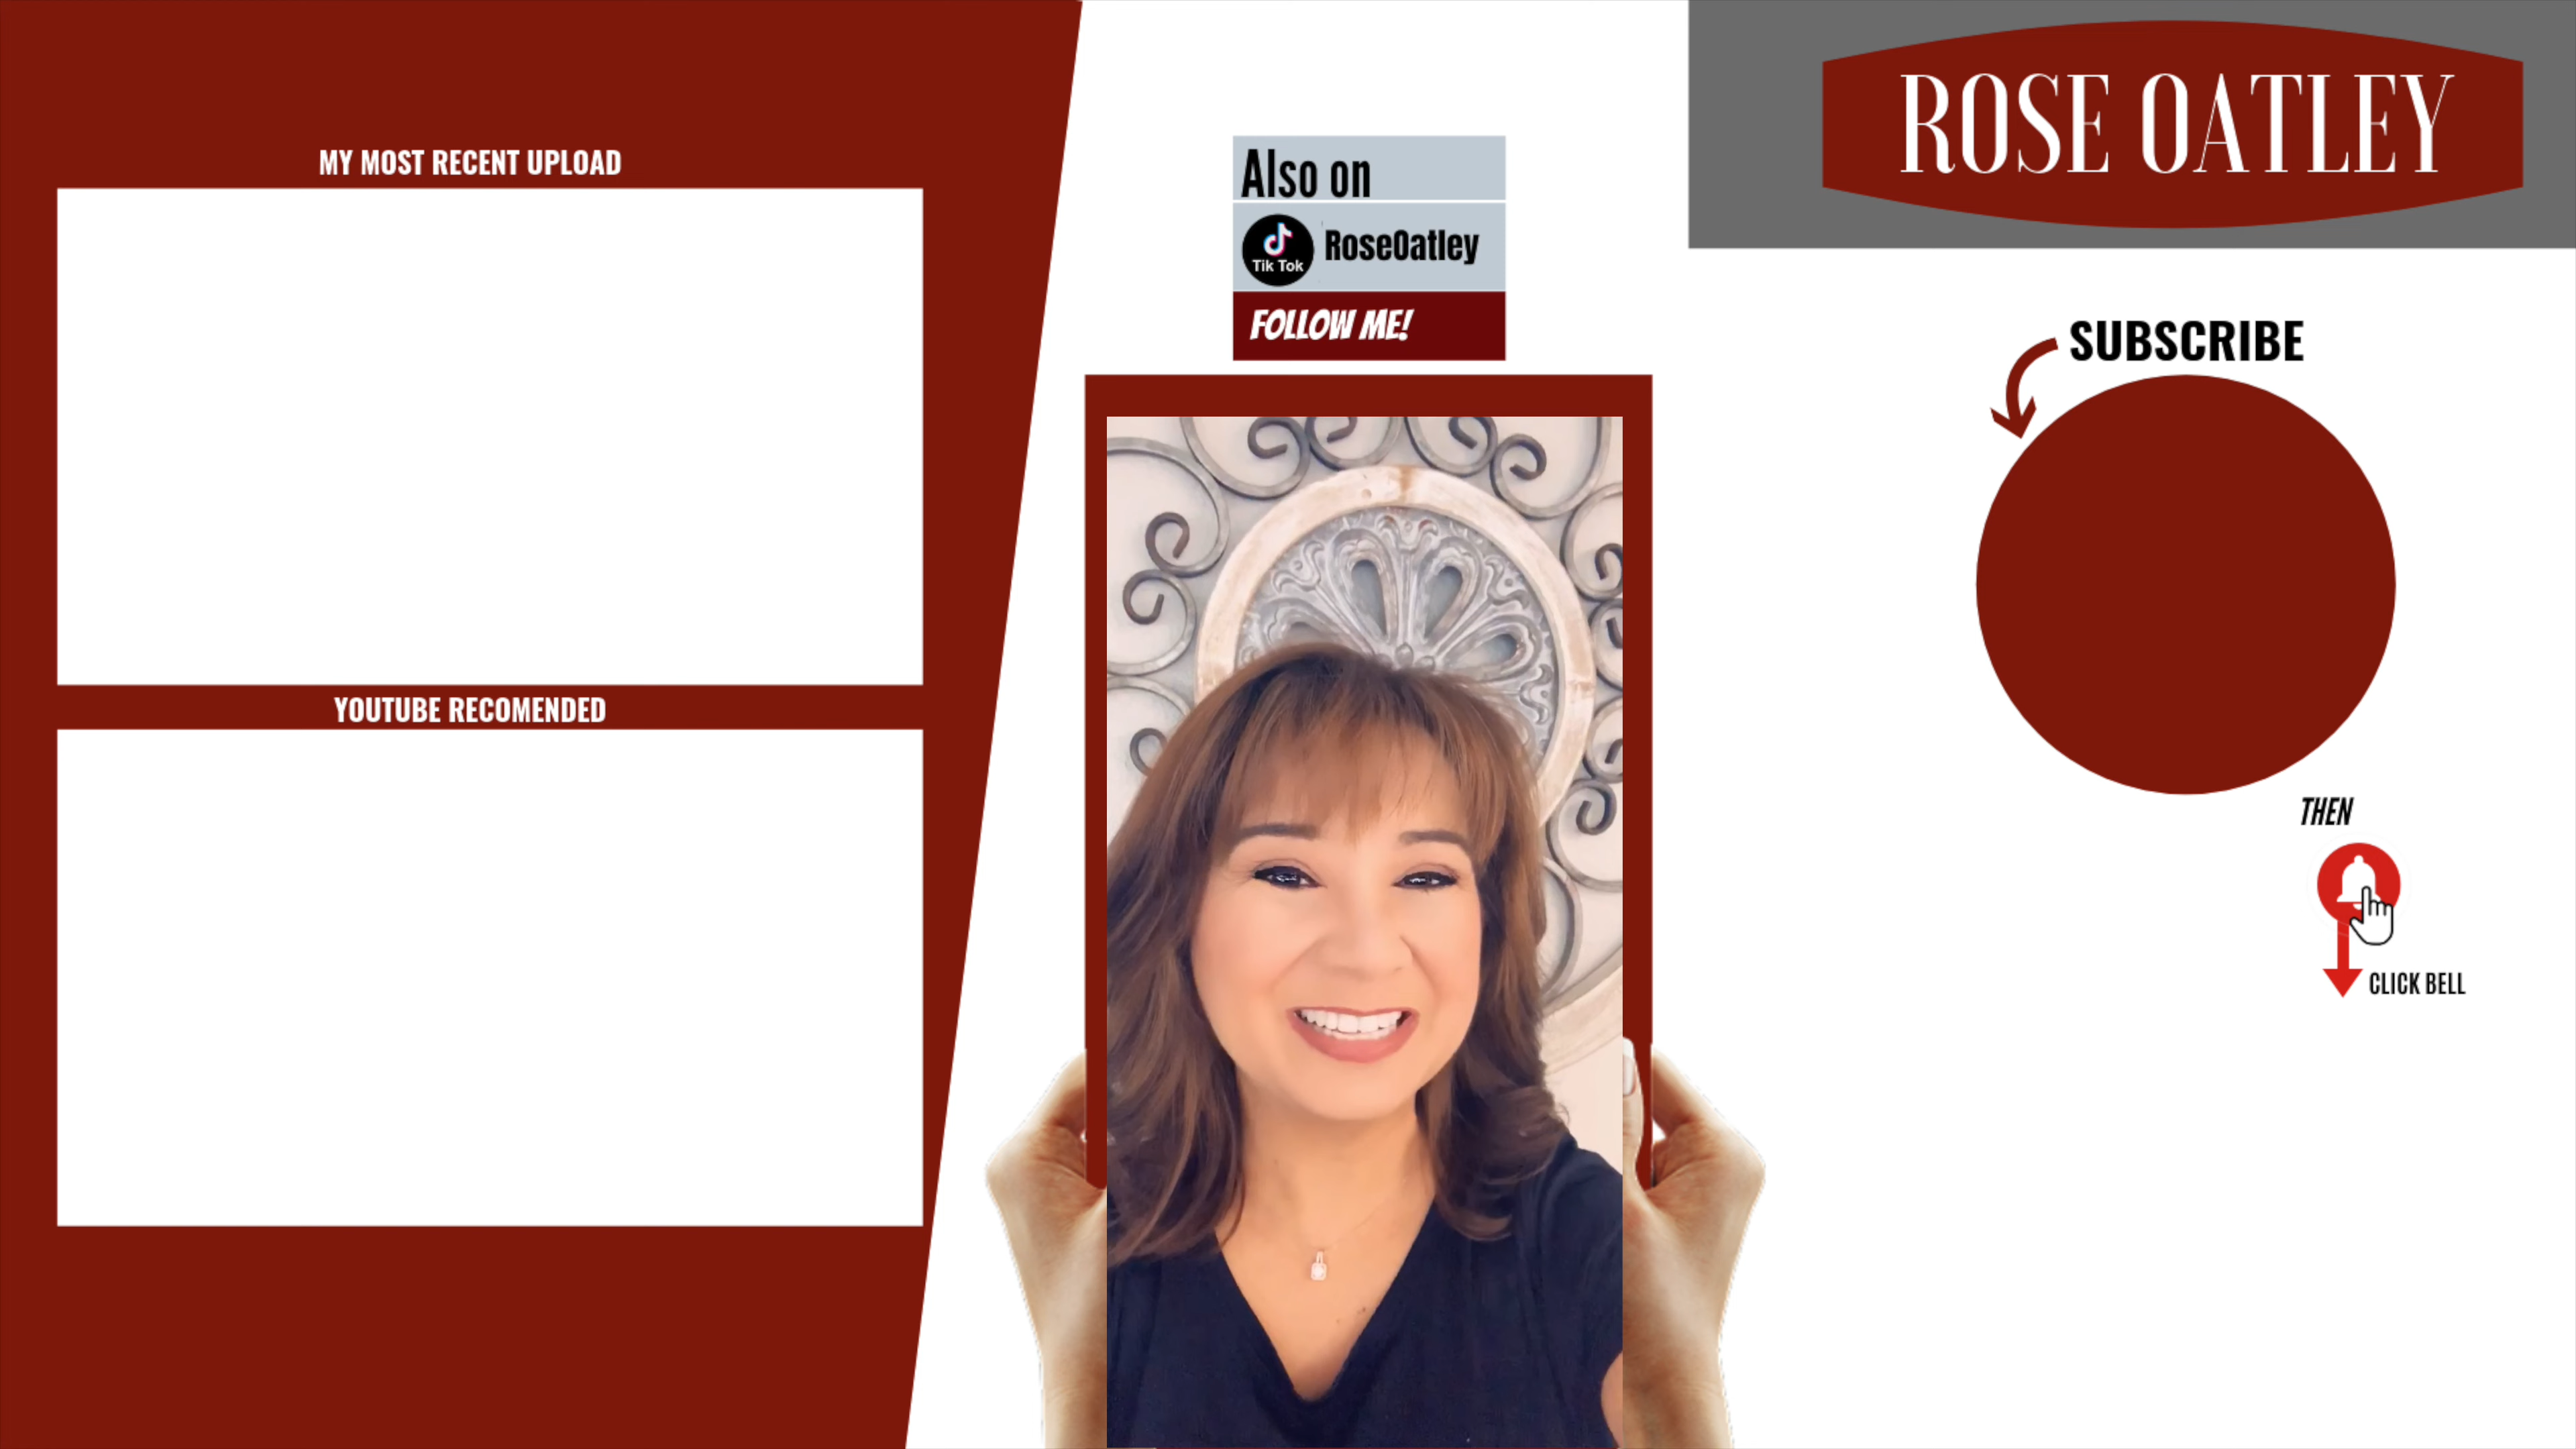 MY MOST RECENT UPLOAD
YOUTUBE RECOMENDED
Also on
Tik Tok
RoseOatley
FOLLOW ME!
ROSE OATLEY
SUBSCRIBE
THEN
CLICK BELL